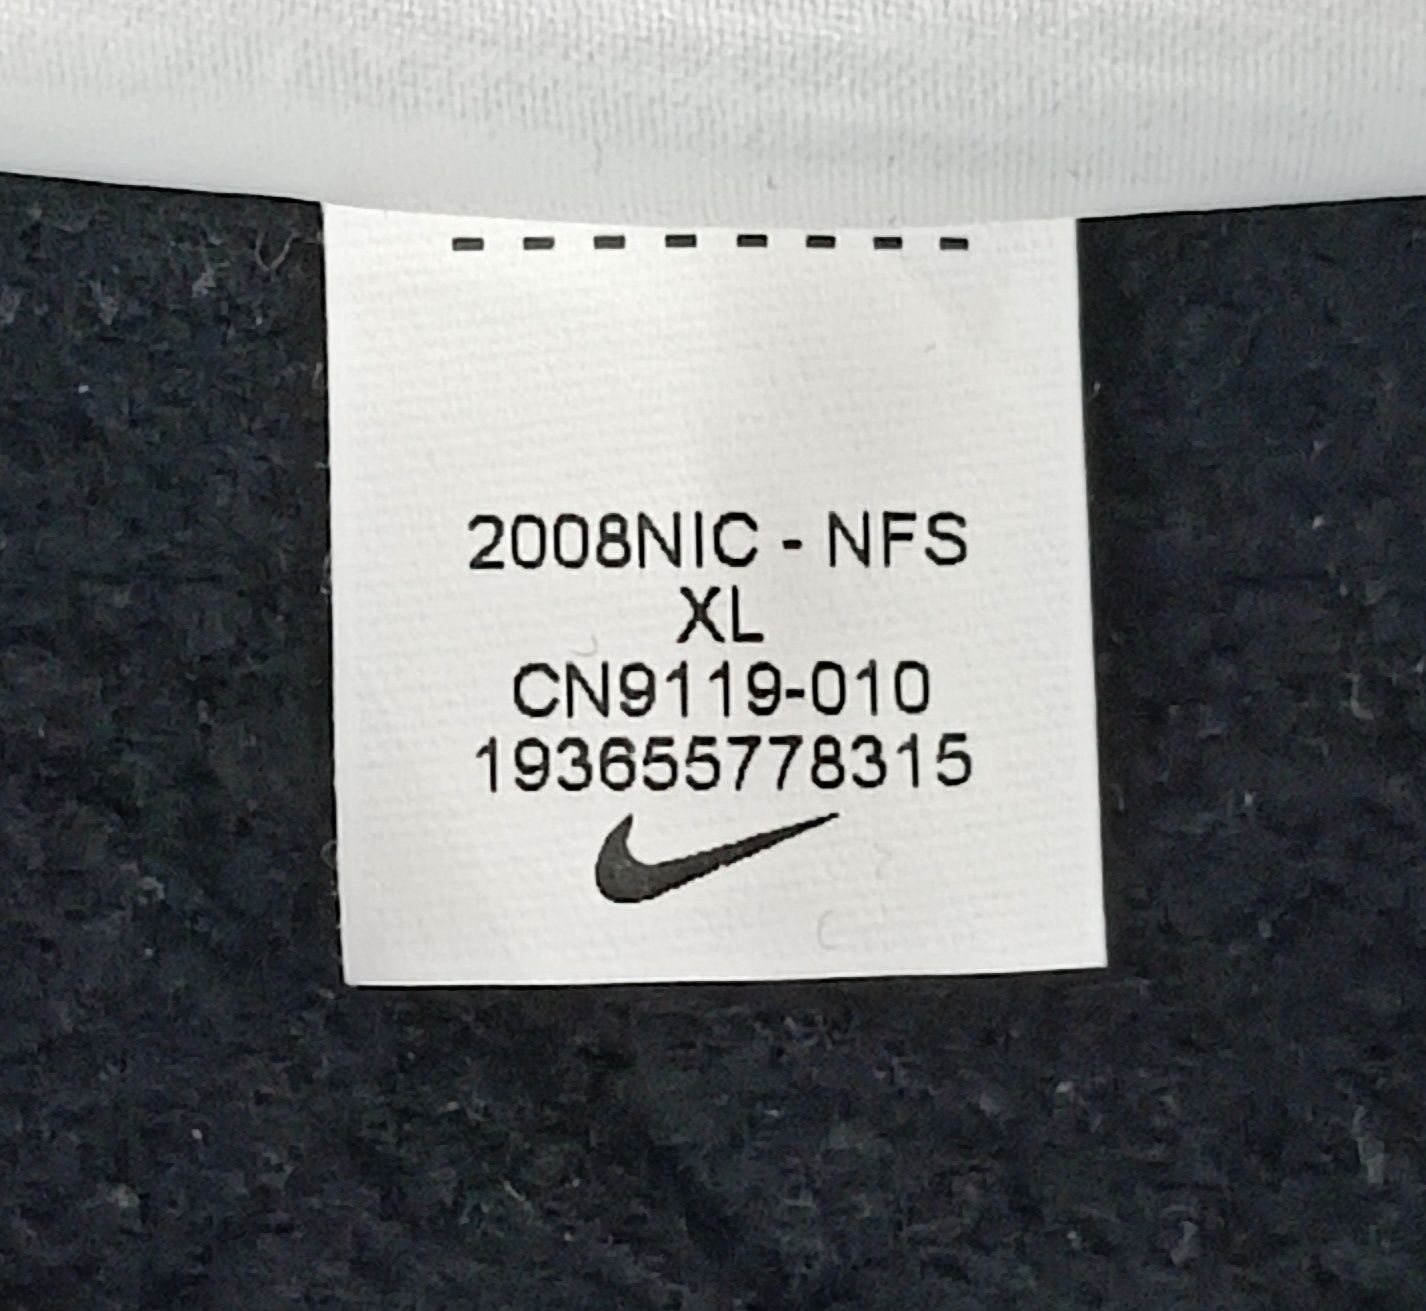 2008NIC - NFS
XL
CN9119-010
193655778315